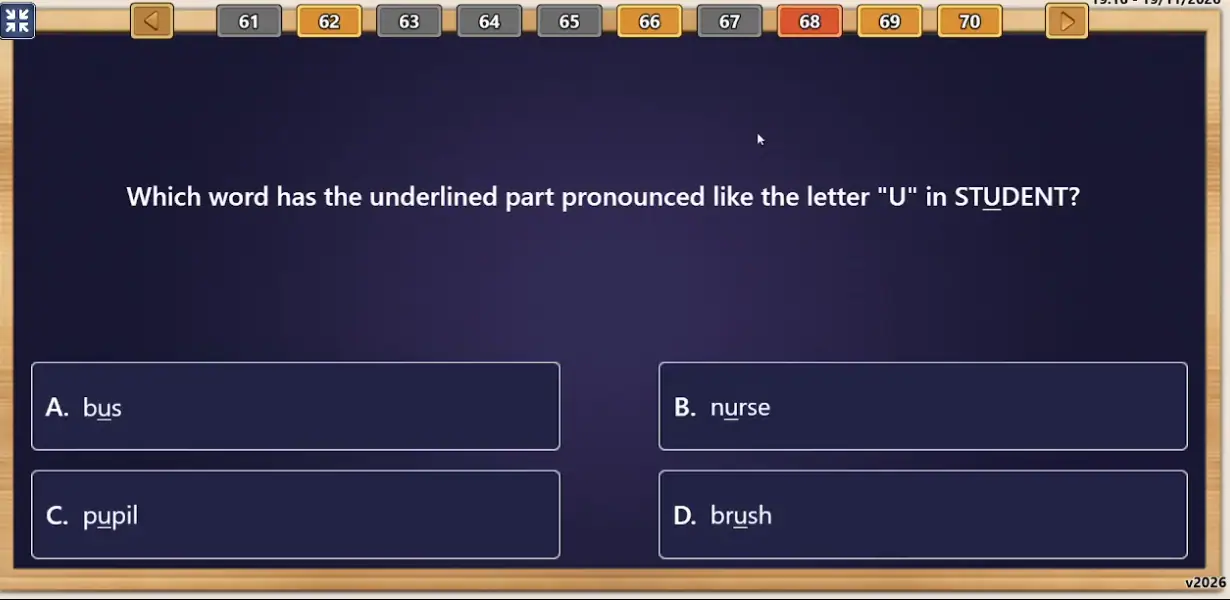 61 62 63 64 65 66 67 68 69 70
Which word has the underlined part pronounced like the letter "U" in STUDENT?
A. bus
B. nurse
C. pupil
D. brush
v2026